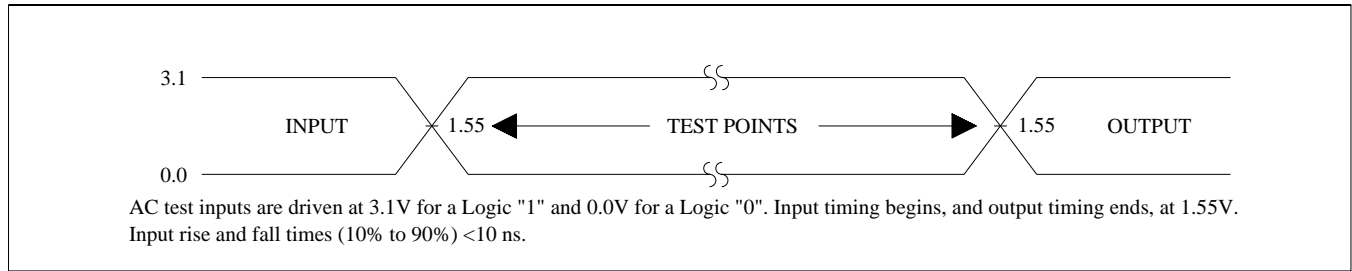 3.1
INPUT 1.55 TEST POINTS 1.55 OUTPUT
0.0
AC test inputs are driven at 3.1V for a Logic "1" and 0.0V for a Logic "0". Input timing begins, and output timing ends, at 1.55V.
Input rise and fall times (10% to 90%) <10 ns.